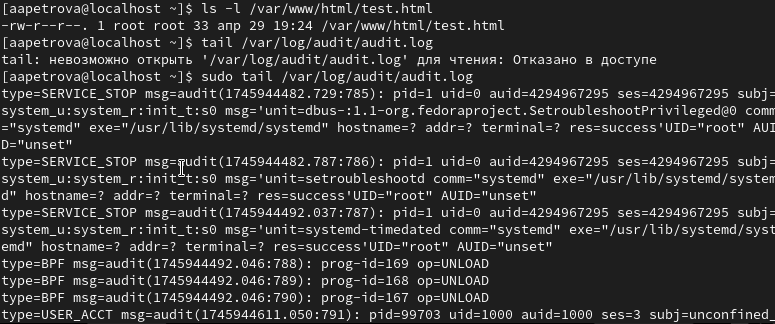 [aapetrova@localhost ~]$ ls -l /var/www/html/test.html
-rw-r--r--. 1 root root 33 апр 29 19:24 /var/www/html/test.html
[aapetrova@localhost ~]$ tail /var/log/audit/audit.log
tail: невозможно открыть '/var/log/audit/audit.log' для чтения: Отказано в доступе
[aapetrova@localhost ~]$ sudo tail /var/log/audit/audit.log
type=SERVICE_STOP msg=audit(1745944482.729:785): pid=1 uid=0 auid=4294967295 ses=4294967295 subj=
system_u:system_r:init_t:s0 msg='unit=dbus-:1.1-org.fedoraproject.SetroubleshootPrivileged@0 comm
="systemd" exe="/usr/lib/systemd/systemd" hostname=? addr=? terminal=? res=success'UID="root" AUI
D="unset"
type=SERVICE_STOP msg=audit(1745944482.787:786): pid=1 uid=0 auid=4294967295 ses=4294967295 subj=
system_u:system_r:init_t:s0 msg='unit=setroubleshootd comm="systemd" exe="/usr/lib/systemd/system
d" hostname=? addr=? terminal=? res=success'UID="root" AUID="unset"
type=SERVICE_STOP msg=audit(1745944492.037:787): pid=1 uid=0 auid=4294967295 ses=4294967295 subj=
system_u:system_r:init_t:s0 msg='unit=systemd-timedated comm="systemd" exe="/usr/lib/systemd/syst
emd" hostname=? addr=? terminal=? res=success'UID="root" AUID="unset"
type=BPF msg=audit(1745944492.046:788): prog-id=169 op=UNLOAD
type=BPF msg=audit(1745944492.046:789): prog-id=168 op=UNLOAD
type=BPF msg=audit(1745944492.046:790): prog-id=167 op=UNLOAD
type=USER_ACCT msg=audit(1745944611.050:791): pid=99703 uid=1000 auid=1000 ses=3 subj=unconfined_